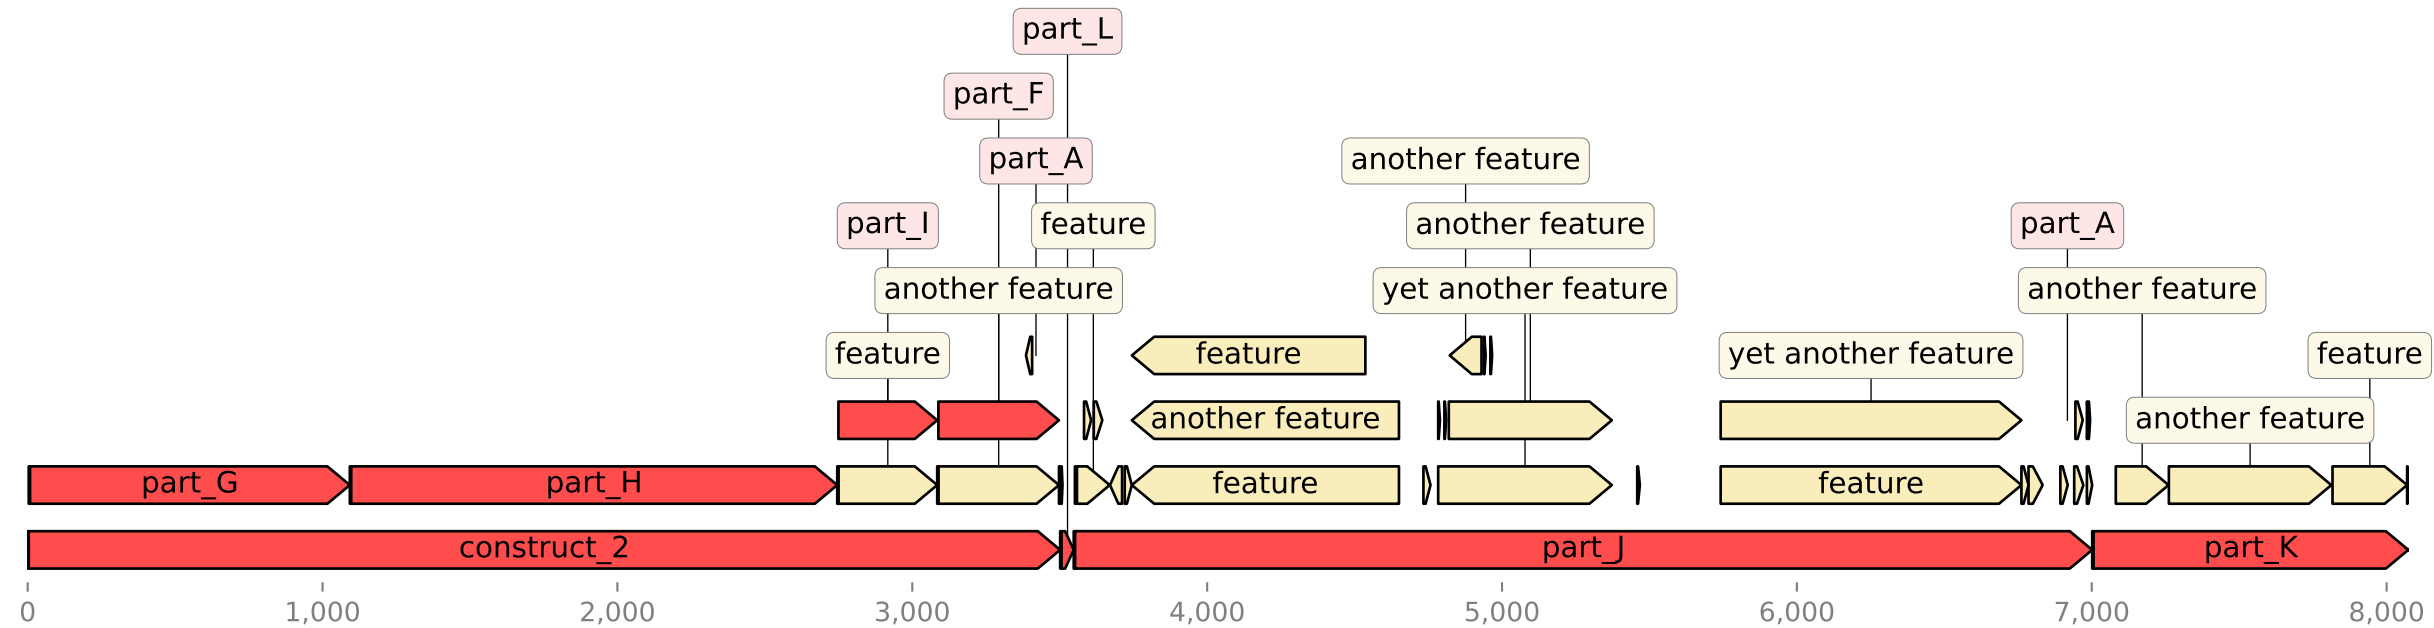 part_L
part_F
part_A
another feature
part_I
feature
another feature
part_A
another feature
yet another feature
another feature
feature
feature
yet another feature
feature
another feature
another feature
part_G
part_H
feature
feature
construct_2
part_J
part_K
0
1,000
2,000
3,000
4,000
5,000
6,000
7,000
8,000